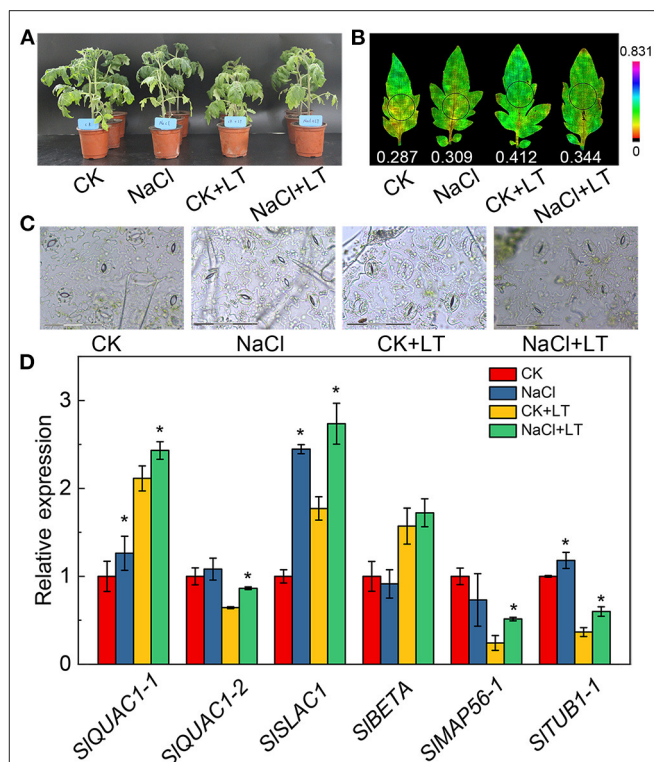 A
CK
NaCl
CK+LT
NaCl+LT
B
0.831
0
0.287 0.309 0.412 0.344
CK
NaCl
CK+LT
NaCl+LT
C
CK NaCl CK+LT NaCl+LT
D
CK
NaCl
CK+LT
NaCl+LT
Relative expression
3
2
1
0
* * * * * * * *
SlQUAC1-1
SlQUAC1-2
SlSLAC1
SlBETA
SlMAP56-1
SlTUB1-1